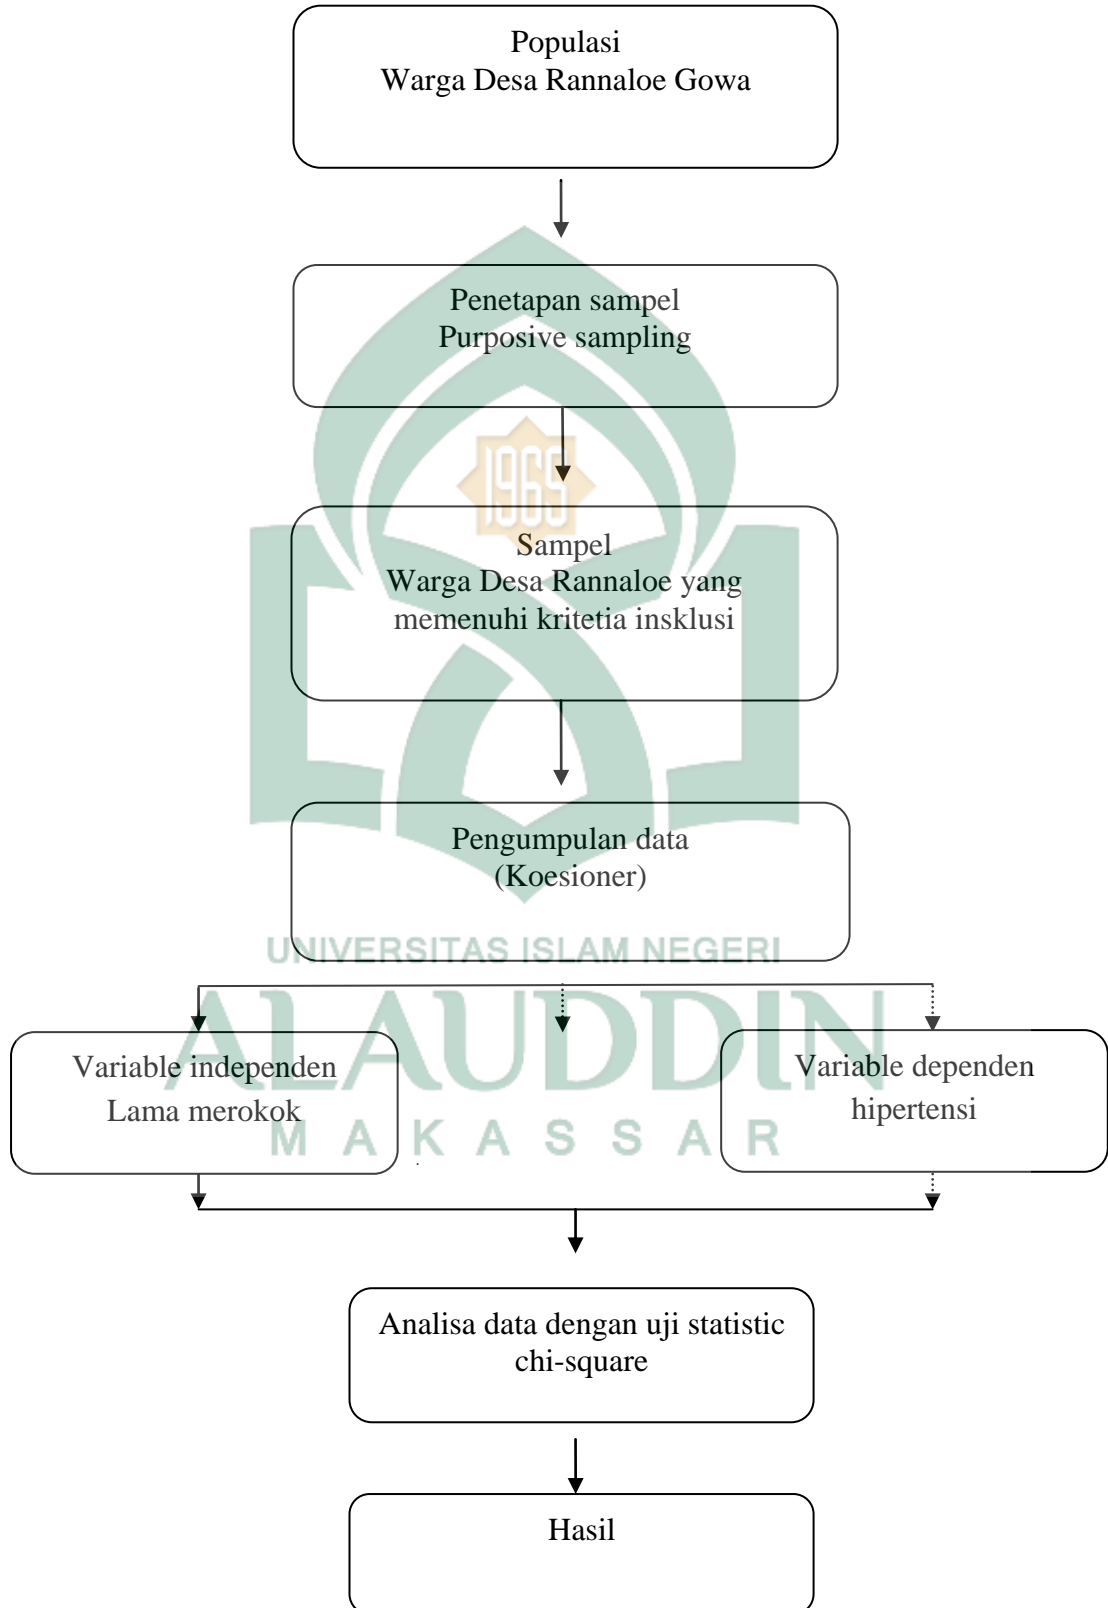 Populasi
Warga Desa Rannaloe Gowa
Penetapan sampel
Purposive sampling
1965
Sampel
Warga Desa Rannaloe yang
memenuhi kritetia insklusi
Pengumpulan data
(Koesioner)
UNIVERSITAS ISLAM NEGERI
ALAUDDIN
MAKASSAR
Variable independen
Lama merokok
Variable dependen
hipertensi
Analisa data dengan uji statistic
chi-square
Hasil